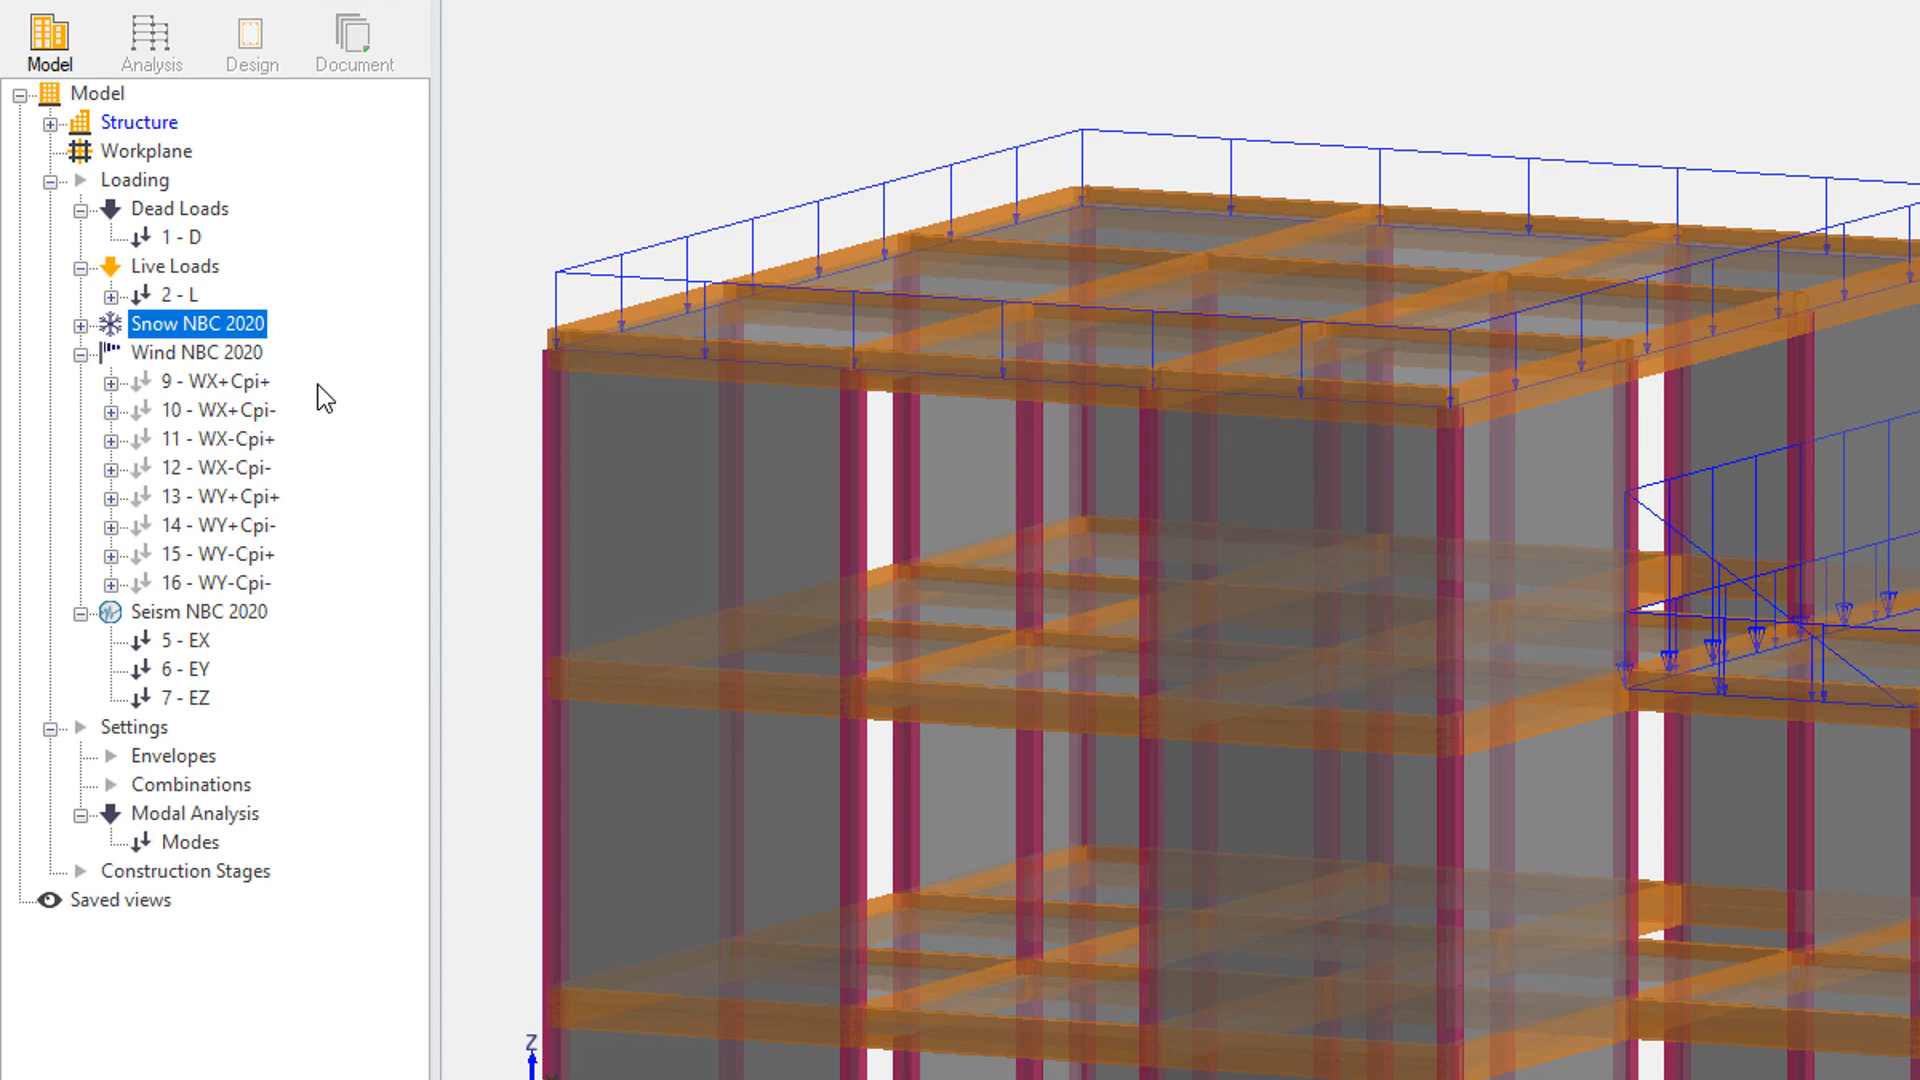 Model
Analysis
Design
Document
Model
Structure
Workplane
Loading
Dead Loads
1 - D
Live Loads
2 - L
Snow NBC 2020
Wind NBC 2020
9 - WX+Cpi+
10 - WX+Cpi-
11 - WX-Cpi+
12 - WX-Cpi-
13 - WY+Cpi+
14 - WY+Cpi-
15 - WY-Cpi+
16 - WY-Cpi-
Seism NBC 2020
5 - EX
6 - EY
7 - EZ
Settings
Envelopes
Combinations
Modal Analysis
Modes
Construction Stages
Saved views
Z